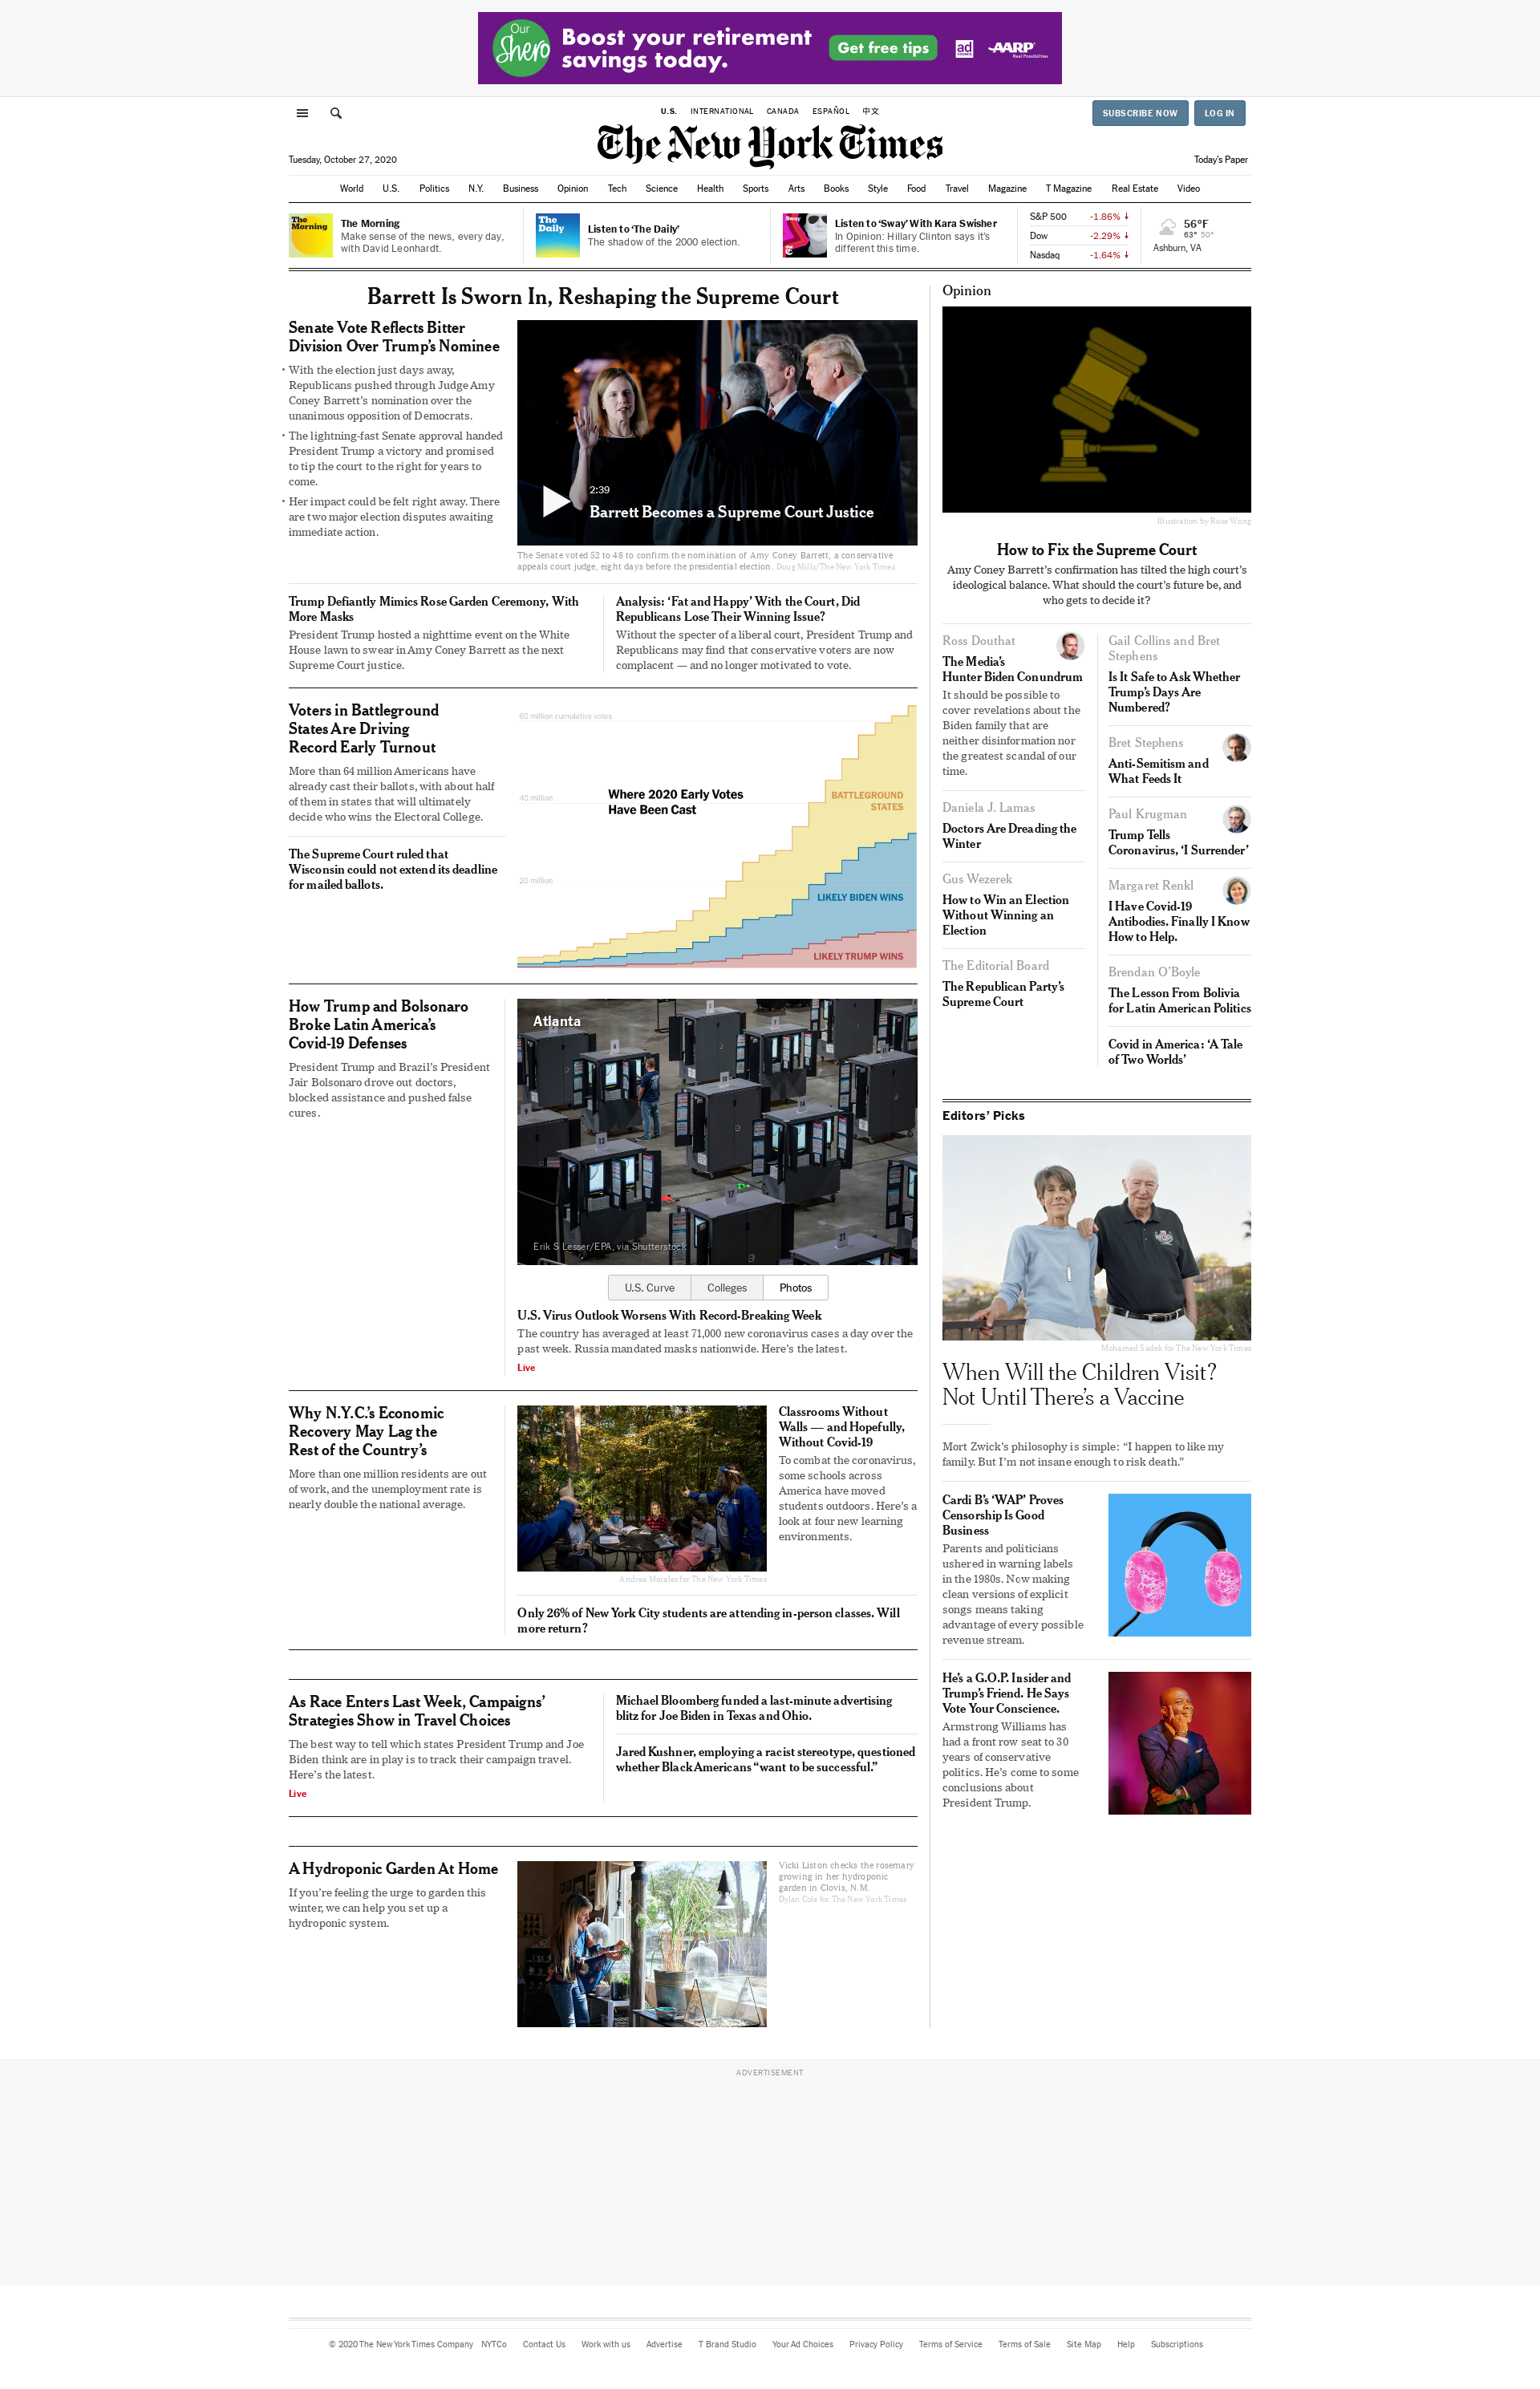 Our Shero
Boost your retirement
savings today.
Get free tips
ad COUNCIL
AARP
Real Possibilities
U.S. INTERNATIONAL CANADA ESPAÑOL 中文
SUBSCRIBE NOW LOG IN
The New York Times
Tuesday, October 27, 2020
Today's Paper
World U.S. Politics N.Y. Business Opinion Tech Science Health Sports Arts Books Style Food Travel Magazine T Magazine Real Estate Video
The Morning
The Morning
Make sense of the news, every day,
with David Leonhardt.
The Daily
Listen to ‘The Daily’
The shadow of the 2000 election.
Sway
Listen to ‘Sway’ With Kara Swisher
In Opinion: Hillary Clinton says it's
different this time.
S&P 500 -1.86% ↓
Dow -2.29% ↓
Nasdaq -1.64% ↓
56°F
63° 50°
Ashburn, VA
Barrett Is Sworn In, Reshaping the Supreme Court
Senate Vote Reflects Bitter
Division Over Trump’s Nominee
• With the election just days away,
Republicans pushed through Judge Amy
Coney Barrett’s nomination over the
unanimous opposition of Democrats.
• The lightning-fast Senate approval handed
President Trump a victory and promised
to tip the court to the right for years to
come.
• Her impact could be felt right away. There
are two major election disputes awaiting
immediate action.
2:39
Barrett Becomes a Supreme Court Justice
The Senate voted 52 to 48 to confirm the nomination of Amy Coney Barrett, a conservative
appeals court judge, eight days before the presidential election. Doug Mills/The New York Times
Trump Defiantly Mimics Rose Garden Ceremony, With
More Masks
President Trump hosted a nighttime event on the White
House lawn to swear in Amy Coney Barrett as the next
Supreme Court justice.
Analysis: ‘Fat and Happy’ With the Court, Did
Republicans Lose Their Winning Issue?
Without the specter of a liberal court, President Trump and
Republicans may find that conservative voters are now
complacent — and no longer motivated to vote.
Voters in Battleground
States Are Driving
Record Early Turnout
More than 64 million Americans have
already cast their ballots, with about half
of them in states that will ultimately
decide who wins the Electoral College.
The Supreme Court ruled that
Wisconsin could not extend its deadline
for mailed ballots.
60 million cumulative votes
40 million
20 million
Where 2020 Early Votes
Have Been Cast
BATTLEGROUND
STATES
LIKELY BIDEN WINS
LIKELY TRUMP WINS
How Trump and Bolsonaro
Broke Latin America’s
Covid-19 Defenses
President Trump and Brazil’s President
Jair Bolsonaro drove out doctors,
blocked assistance and pushed false
cures.
Atlanta
13
17
Erik S Lesser/EPA, via Shutterstock
U.S. Curve Colleges Photos
U.S. Virus Outlook Worsens With Record-Breaking Week
The country has averaged at least 71,000 new coronavirus cases a day over the
past week. Russia mandated masks nationwide. Here’s the latest.
Live
Why N.Y.C.’s Economic
Recovery May Lag the
Rest of the Country’s
More than one million residents are out
of work, and the unemployment rate is
nearly double the national average.
Andrea Morales for The New York Times
Classrooms Without
Walls — and Hopefully,
Without Covid-19
To combat the coronavirus,
some schools across
America have moved
students outdoors. Here’s a
look at four new learning
environments.
Only 26% of New York City students are attending in-person classes. Will
more return?
As Race Enters Last Week, Campaigns’
Strategies Show in Travel Choices
The best way to tell which states President Trump and Joe
Biden think are in play is to track their campaign travel.
Here’s the latest.
Live
Michael Bloomberg funded a last-minute advertising
blitz for Joe Biden in Texas and Ohio.
Jared Kushner, employing a racist stereotype, questioned
whether Black Americans “want to be successful.”
A Hydroponic Garden At Home
If you’re feeling the urge to garden this
winter, we can help you set up a
hydroponic system.
Vicki Liston checks the rosemary
growing in her hydroponic
garden in Clovis, N.M.
Dylan Cole for The New York Times
Opinion
Illustration by Rose Wong
How to Fix the Supreme Court
Amy Coney Barrett’s confirmation has tilted the high court’s
ideological balance. What should the court’s future be, and
who gets to decide it?
Ross Douthat
The Media’s
Hunter Biden Conundrum
It should be possible to
cover revelations about the
Biden family that are
neither disinformation nor
the greatest scandal of our
time.
Daniela J. Lamas
Doctors Are Dreading the
Winter
Gus Wezerek
How to Win an Election
Without Winning an
Election
The Editorial Board
The Republican Party’s
Supreme Court
Gail Collins and Bret
Stephens
Is It Safe to Ask Whether
Trump’s Days Are
Numbered?
Bret Stephens
Anti-Semitism and
What Feeds It
Paul Krugman
Trump Tells
Coronavirus, ‘I Surrender’
Margaret Renkl
I Have Covid-19
Antibodies. Finally I Know
How to Help.
Brendan O’Boyle
The Lesson From Bolivia
for Latin American Politics
Covid in America: ‘A Tale
of Two Worlds’
Editors’ Picks
Mohamed Sadek for The New York Times
When Will the Children Visit?
Not Until There’s a Vaccine
Mort Zwick’s philosophy is simple: “I happen to like my
family. But I’m not insane enough to risk death.”
Cardi B’s ‘WAP’ Proves
Censorship Is Good
Business
Parents and politicians
ushered in warning labels
in the 1980s. Now making
clean versions of explicit
songs means taking
advantage of every possible
revenue stream.
He’s a G.O.P. Insider and
Trump’s Friend. He Says
Vote Your Conscience.
Armstrong Williams has
had a front row seat to 30
years of conservative
politics. He’s come to some
conclusions about
President Trump.
ADVERTISEMENT
© 2020 The New York Times Company NYTCo Contact Us Work with us Advertise T Brand Studio Your Ad Choices Privacy Policy Terms of Service Terms of Sale Site Map Help Subscriptions